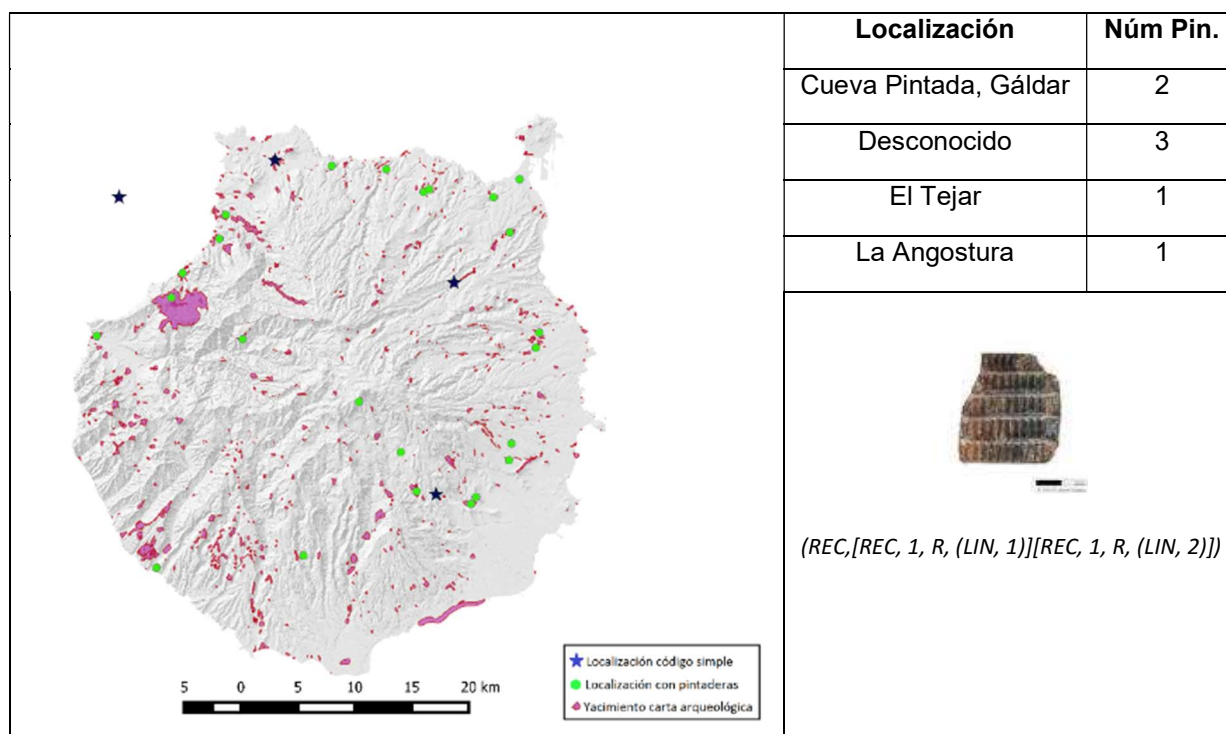 Localización Núm Pin.
Cueva Pintada, Gáldar 2
Desconocido 3
El Tejar 1
La Angostura 1
(REC,[REC, 1, R, (LIN, 1)][REC, 1, R, (LIN, 2)])
Localización código simple
Localización con pintaderas
Yacimiento carta arqueológica
5 0 5 10 15 20 km